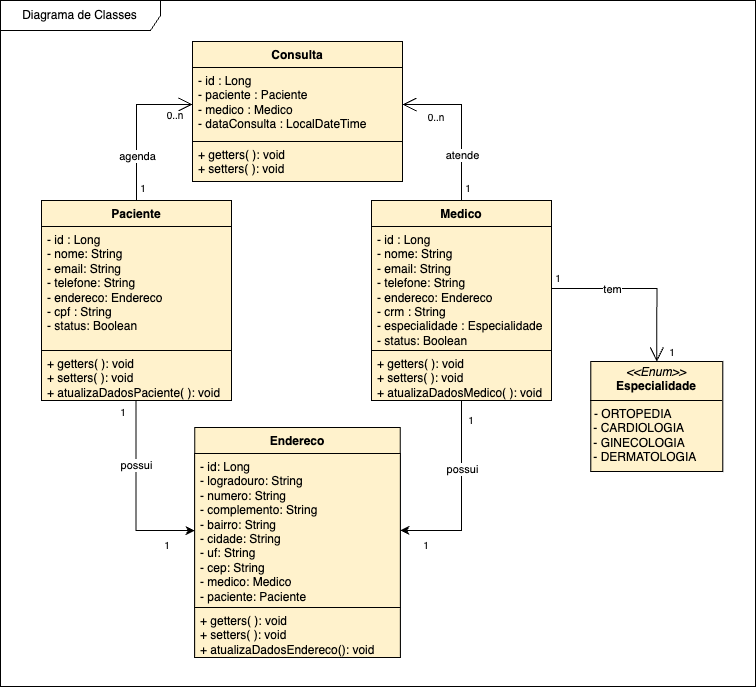 Diagrama de Classes
Consulta
- id : Long
- paciente : Paciente
- medico : Medico
- dataConsulta : LocalDateTime
+ getters( ): void
+ setters( ): void
0..n
agenda
1
0..n
atende
1
Paciente
- id : Long
- nome: String
- email: String
- telefone: String
- endereco: Endereco
- cpf : String
- status: Boolean
+ getters( ): void
+ setters( ): void
+ atualizaDadosPaciente( ): void
Medico
- id : Long
- nome: String
- email: String
- telefone: String
- endereco: Endereco
- crm : String
- especialidade : Especialidade
- status: Boolean
+ getters( ): void
+ setters( ): void
+ atualizaDadosMedico( ): void
1
tem
1
<<Enum>>
Especialidade
- ORTOPEDIA
- CARDIOLOGIA
- GINECOLOGIA
- DERMATOLOGIA
1
possui
1
1
possui
1
Endereco
- id: Long
- logradouro: String
- numero: String
- complemento: String
- bairro: String
- cidade: String
- uf: String
- cep: String
- medico: Medico
- paciente: Paciente
+ getters( ): void
+ setters( ): void
+ atualizaDadosEndereco(): void